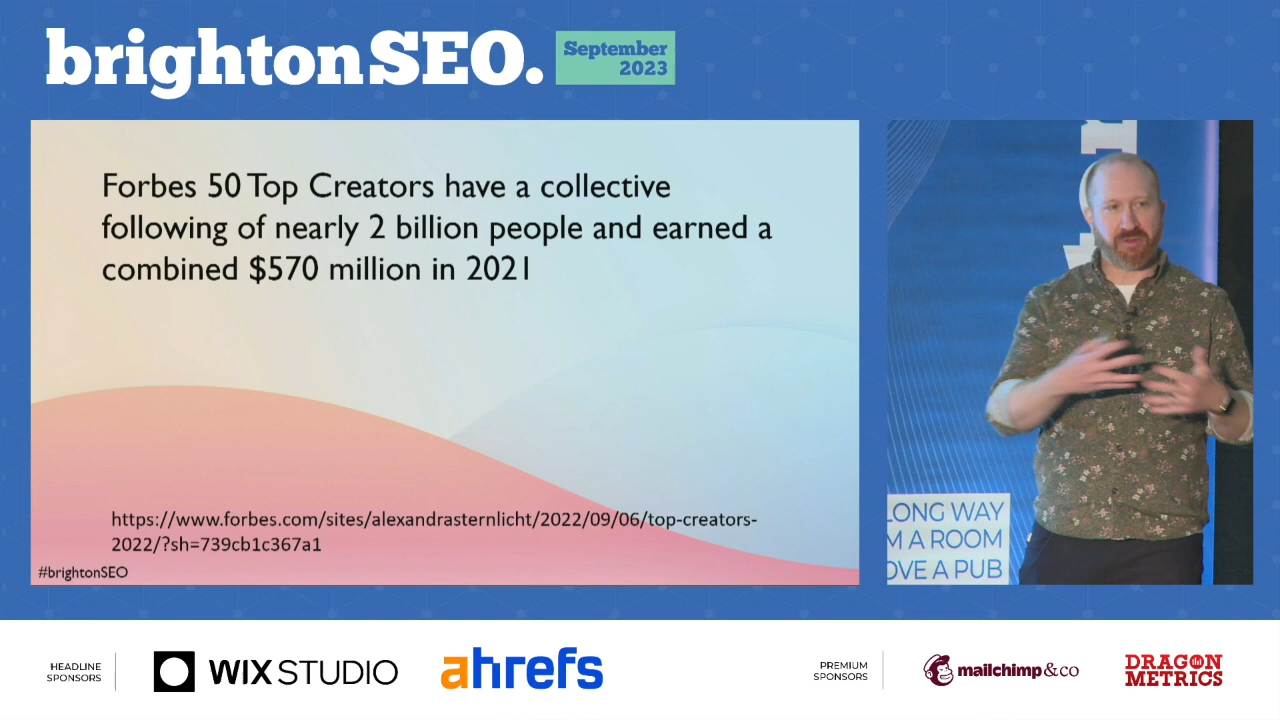 brightonSEO.
September
2023
Forbes 50 Top Creators have a collective
following of nearly 2 billion people and earned a
combined $570 million in 2021
https://www.forbes.com/sites/alexandrasternlicht/2022/09/06/top-creators-
2022/?sh=739cb1c367a1
#brightonSEO
LONG WAY
M A ROOM
OVE A PUB
HEADLINE
SPONSORS
WIX STUDIO
ahrefs
PREMIUM
SPONSORS
mailchimp&co
DRAGON
METRICS